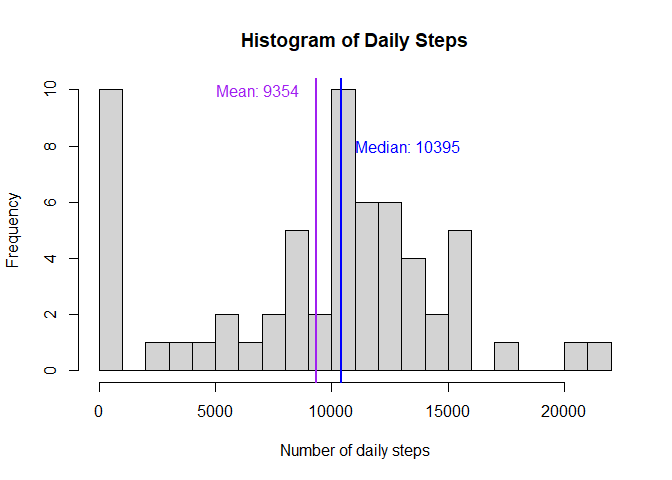 Histogram of Daily Steps
Mean: 9354
Median: 10395
Frequency
0
2
4
6
8
10
0
5000
10000
15000
20000
Number of daily steps